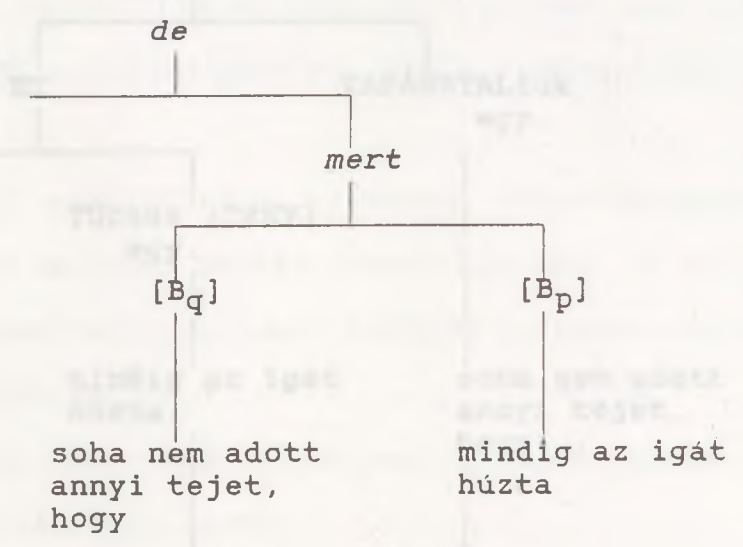 de
mert
[Bq] [Bp]
soha nem adott
annyi tejet,
hogy
mindig az igát
húzta